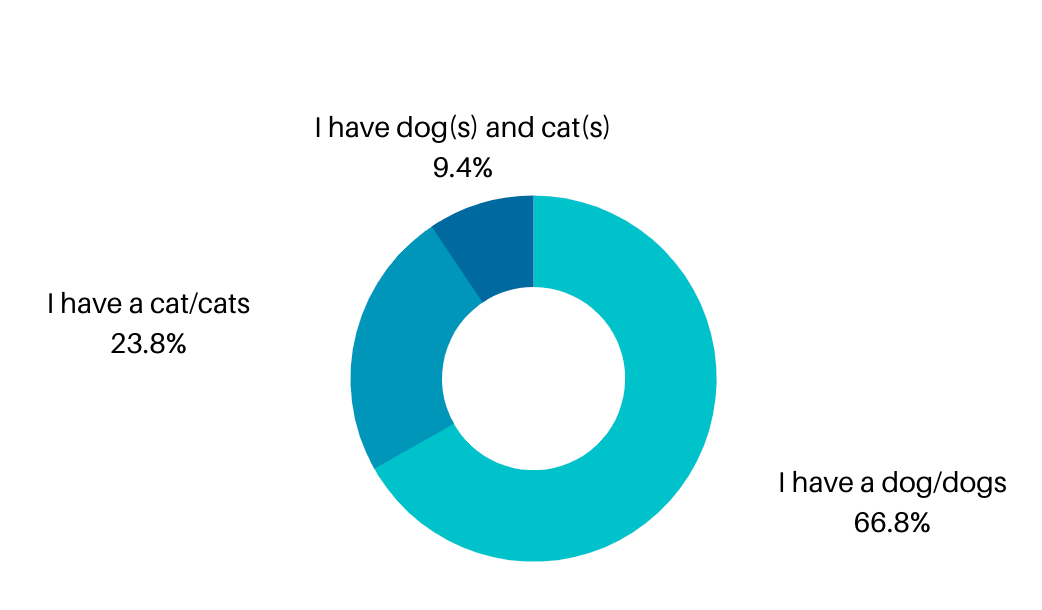 I have dog(s) and cat(s)
9.4%
I have a cat/cats
23.8%
I have a dog/dogs
66.8%